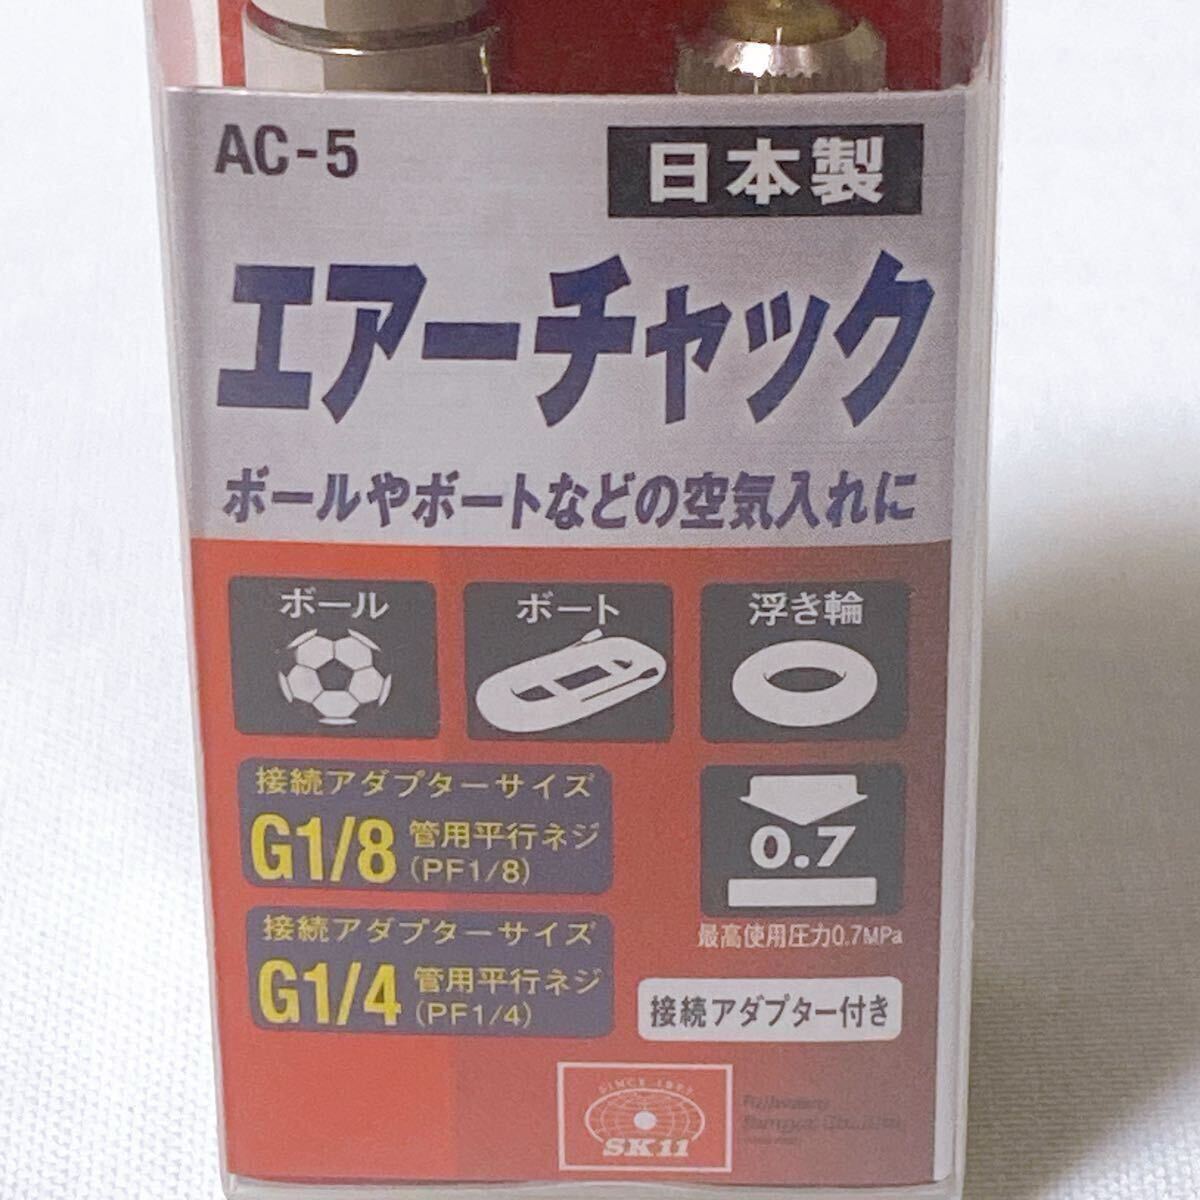 AC-5
日本製
エアーチャック
ボールやボートなどの空気入れに
ボール
ボート
浮き輪
接続アダプターサイズ
G1/8 管用平行ネジ
(PF1/8)
0.7
最高使用圧力0.7MPa
接続アダプターサイズ
G1/4 管用平行ネジ
(PF1/4)
接続アダプター付き
SK11